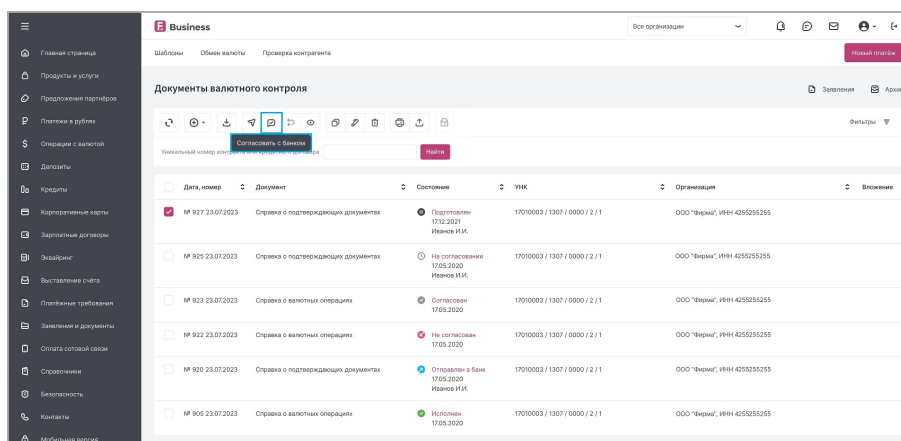 Business
Все организации
Главная страница
Продукты и услуги
Предложения партнёров
Платежи в рублях
Операции с валютой
Депозиты
Кредиты
Корпоративные карты
Зарплатные договоры
Эквайринг
Выставление счёта
Платёжные требования
Заявления и документы
Оплата сотовой связи
Справочники
Безопасность
Контакты
Мобильная версия
Шаблоны Обмен валюты Проверка контрагента
Новый платёж
Документы валютного контроля
Заявления Архив
Фильтры
Согласовать с банком
Уникальный номер контракта или кредитного договора Найти
Дата, номер Документ Состояние УНК Организация Вложение
№ 927 23.07.2023 Справка о подтверждающих документах Подготовлен 17010003 / 1307 / 0000 / 2 / 1 ООО "Фирма", ИНН 4255255255
17.12.2021
Иванов И.И.
№ 925 23.07.2023 Справка о подтверждающих документах На согласовании 17010003 / 1307 / 0000 / 2 / 1 ООО "Фирма", ИНН 4255255255
17.05.2020
Иванов И.И.
№ 923 23.07.2023 Справка о валютных операциях Согласован 17010003 / 1307 / 0000 / 2 / 1 ООО "Фирма", ИНН 4255255255
17.05.2020
№ 922 23.07.2023 Справка о валютных операциях Не согласован 17010003 / 1307 / 0000 / 2 / 1 ООО "Фирма", ИНН 4255255255
17.05.2020
№ 920 23.07.2023 Справка о подтверждающих документах Отправлен в банк 17010003 / 1307 / 0000 / 2 / 1 ООО "Фирма", ИНН 4255255255
17.05.2020
Иванов И.И.
№ 905 23.07.2023 Справка о валютных операциях Исполнен 17010003 / 1307 / 0000 / 2 / 1 ООО "Фирма", ИНН 4255255255
17.05.2020